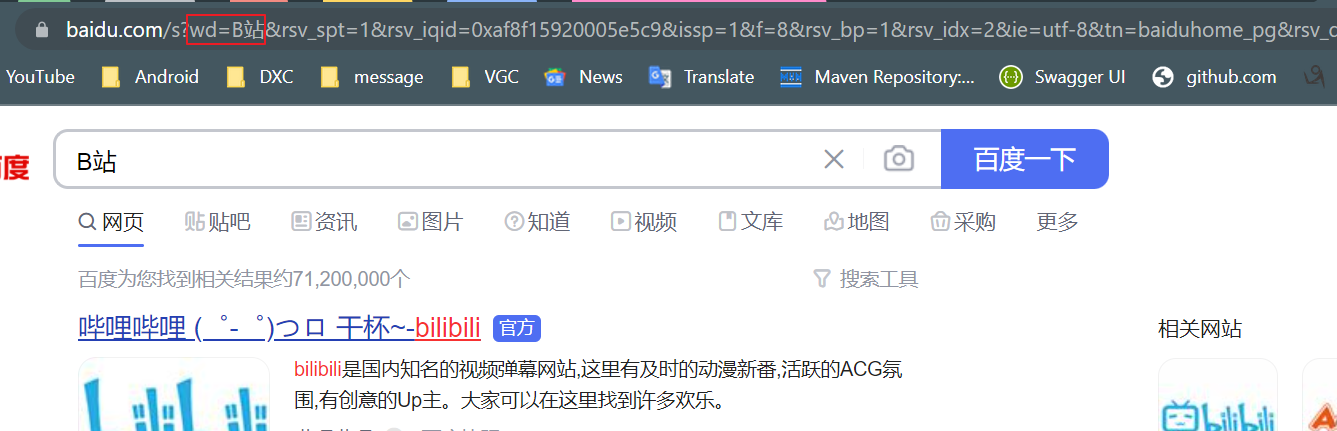 baidu.com/s?wd=B站&rsv_spt=1&rsv_iqid=0xaf8f15920005e5c9&issp=1&f=8&rsv_bp=1&rsv_idx=2&ie=utf-8&tn=baiduhome_pg&rsv_
YouTube Android DXC message VGC News Translate Maven Repository:... Swagger UI github.com
百度 B站 百度一下
网页 贴吧 资讯 图片 知道 视频 文库 地图 采购 更多
百度为您找到相关结果约71,200,000个 搜索工具
哔哩哔哩 (゜-゜)つロ 干杯~-bilibili 官方
相关网站
bilibili是国内知名的视频弹幕网站,这里有及时的动漫新番,活跃的ACG氛
围,有创意的Up主。大家可以在这里找到许多欢乐。
bilibili